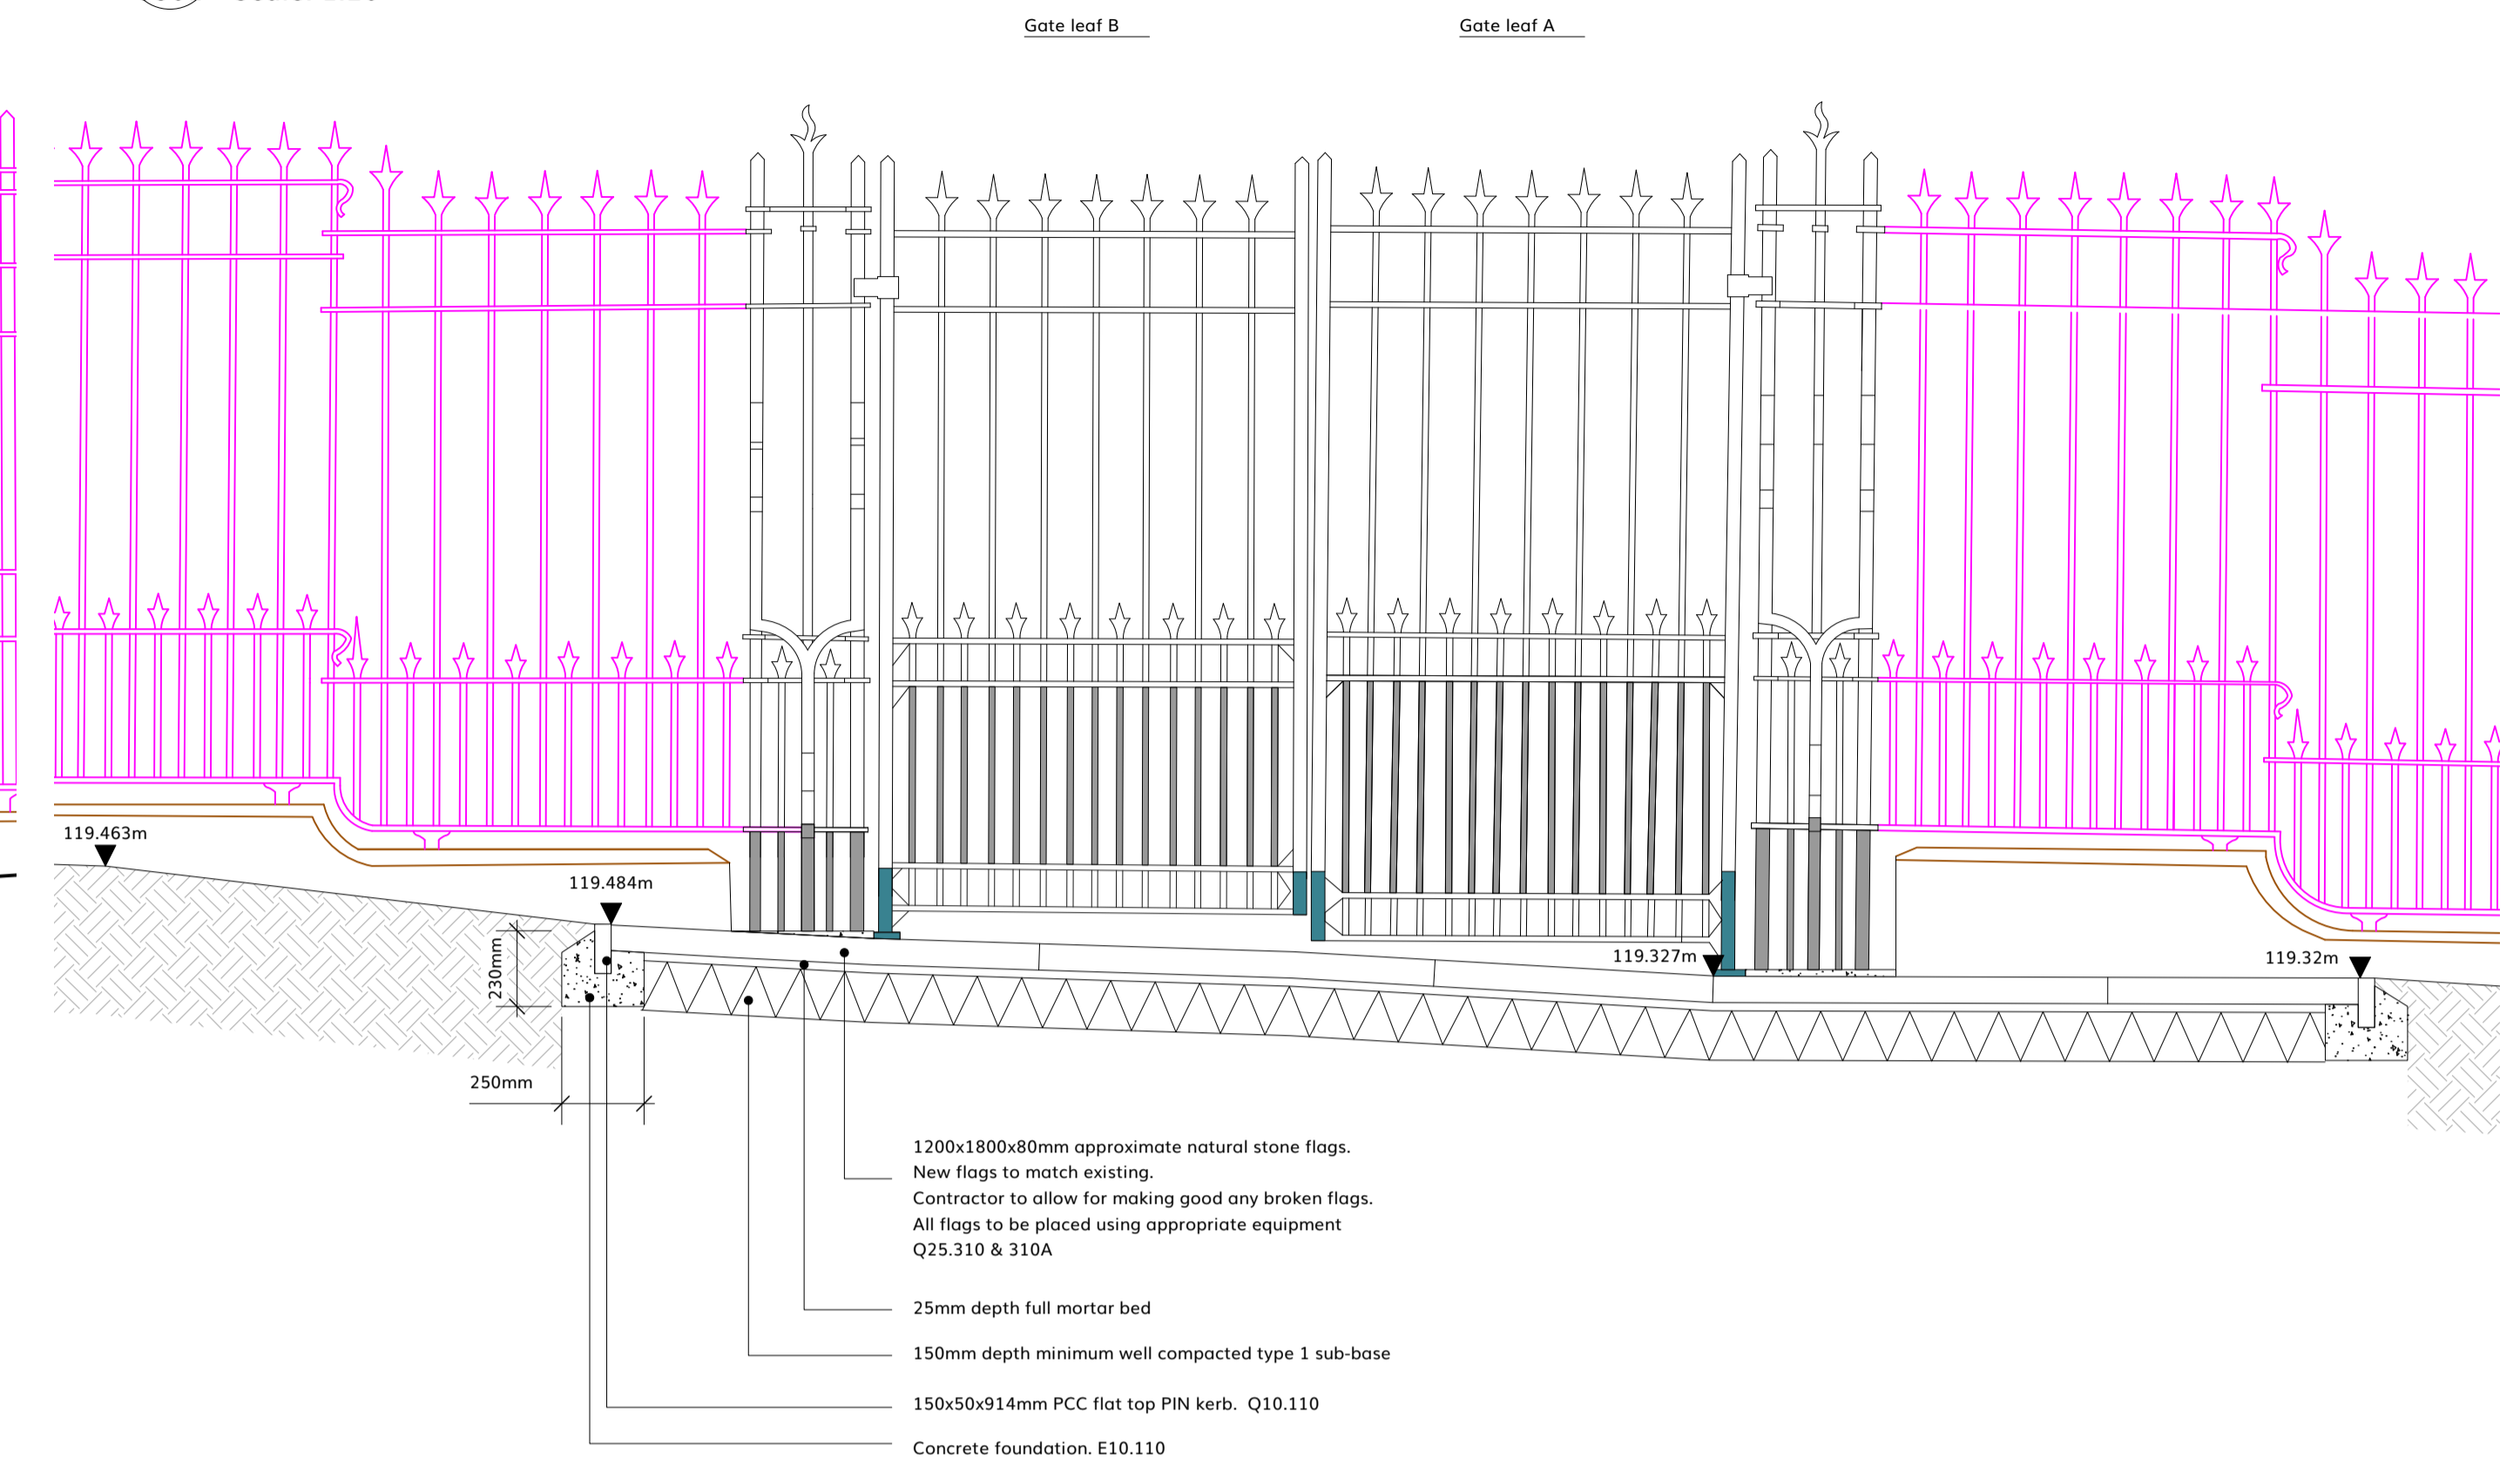 Gate leaf B
Gate leaf A
119.463m
119.484m
230mm
119.327m
119.32m
250mm
1200x1800x80mm approximate natural stone flags.
New flags to match existing.
Contractor to allow for making good any broken flags.
All flags to be placed using appropriate equipment
Q25.310 & 310A
25mm depth full mortar bed
150mm depth minimum well compacted type 1 sub-base
150x50x914mm PCC flat top PIN kerb. Q10.110
Concrete foundation. E10.110